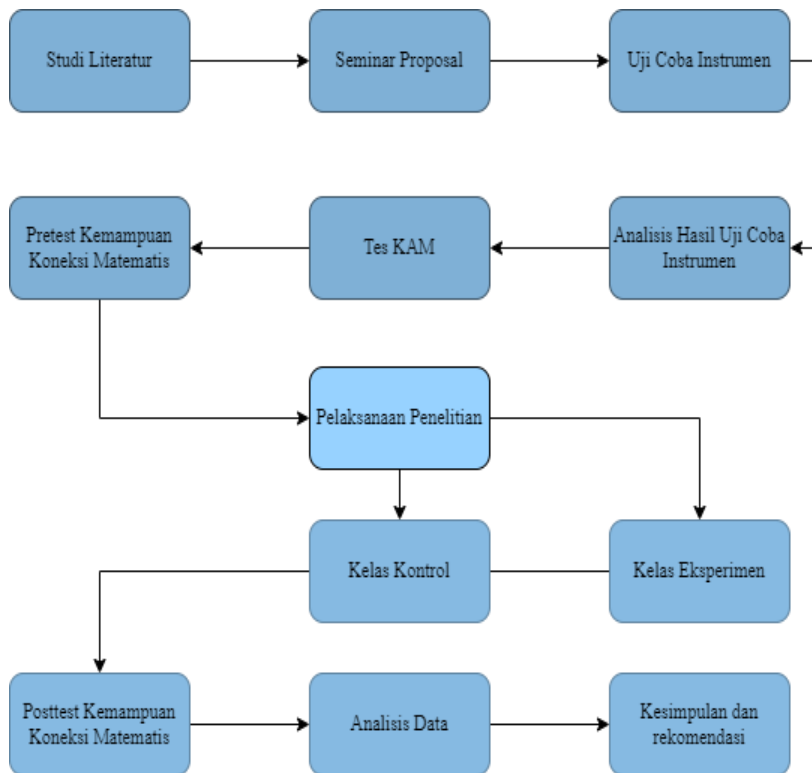 Studi Literatur
Seminar Proposal
Uji Coba Instrumen
Pretest Kemampuan
Koneksi Matematis
Tes KAM
Analisis Hasil Uji Coba
Instrumen
Pelaksanaan Penelitian
Kelas Kontrol
Kelas Eksperimen
Posttest Kemampuan
Koneksi Matematis
Analisis Data
Kesimpulan dan
rekomendasi